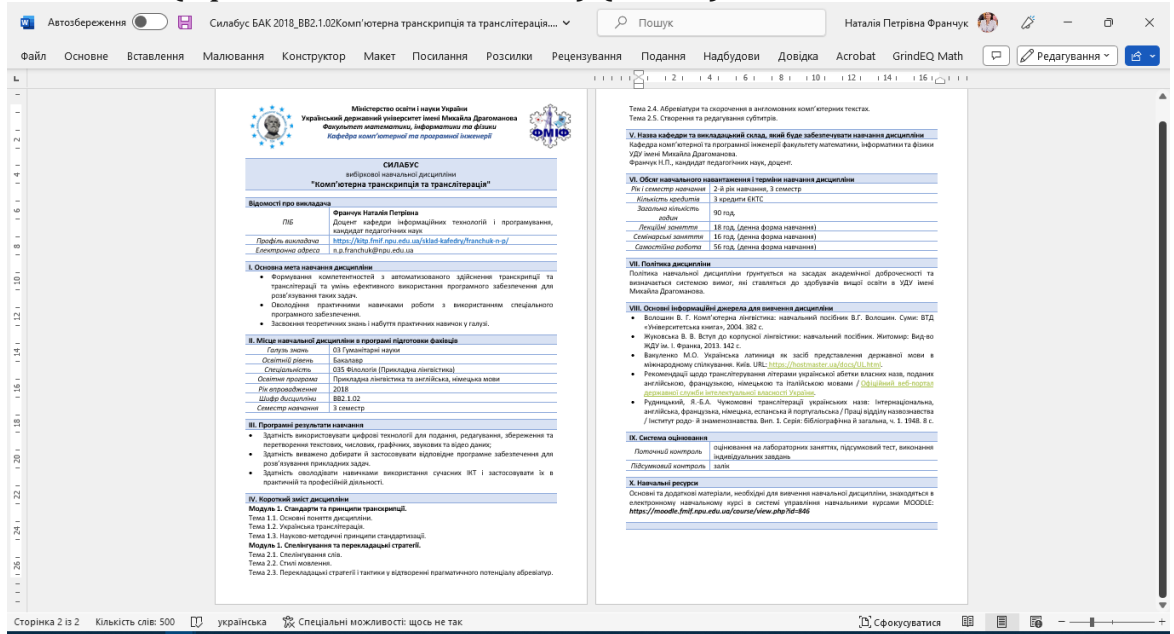 Автозбереження
Силабус БАК 2018_ВВ2.1.02Комп'ютерна транскрипція та транслітерація....
Пошук
Наталія Петрівна Франчук
Файл Основне Вставлення Малювання Конструктор Макет Посилання Розсилки Рецензування Подання Надбудови Довідка Acrobat GrindEQ Math Редагування
Міністерство освіти і науки України
Український державний університет імені Михайла Драгоманова
Факультет математики, інформатики та фізики
Кафедра комп'ютерної та програмної інженерії
ФМІФ
СИЛАБУС
вибіркової навчальної дисципліни
"Комп'ютерна транскрипція та транслітерація"
Відомості про викладача
ПІБ
Франчук Наталія Петрівна
Доцент кафедри інформаційних технологій і програмування,
кандидат педагогічних наук
Профіль викладача https://kitp.fmif.npu.edu.ua/sklad-kafedry/franchuk-n-p/
Електронна адреса n.p.franchuk@npu.edu.ua
І. Основна мета навчання дисципліни
• Формування компетентностей з автоматизованого здійснення транскрипції та
транслітерації та умінь ефективного використання програмного забезпечення для
розв'язування таких задач.
• Оволодіння практичними навичками роботи з використанням спеціального
програмного забезпечення.
• Засвоєння теоретичних знань і набуття практичних навичок у галузі.
ІІ. Місце навчальної дисципліни в програмі підготовки фахівців
Галузь знань 03 Гуманітарні науки
Освітній рівень Бакалавр
Спеціальність 035 Філологія (Прикладна лінгвістика)
Освітня програма Прикладна лінгвістика та англійська, німецька мови
Рік впровадження 2018
Шифр дисципліни ВВ2.1.02
Семестр навчання 3 семестр
ІІІ. Програмні результати навчання
• Здатність використовувати цифрові технології для подання, редагування, збереження та
перетворення текстових, числових, графічних, звукових та відео даних;
• Здатність виважено добирати й застосовувати відповідне програмне забезпечення для
розв'язування прикладних задач.
• Здатність оволодівати навичками використання сучасних ІКТ і застосовувати їх в
практичній та професійній діяльності.
IV. Короткий зміст дисципліни
Модуль 1. Стандарти та принципи транскрипції.
Тема 1.1. Основні поняття дисципліни.
Тема 1.2. Українська транслітерація.
Тема 1.3. Науково-методичні принципи стандартизації.
Модуль 1. Спелінгування та перекладацькі стратегії.
Тема 2.1. Спелінгування слів.
Тема 2.2. Стилі мовлення.
Тема 2.3. Перекладацькі стратегії і тактики у відтворенні прагматичного потенціалу абревіатур.
Тема 2.4. Абревіатури та скорочення в англомовних комп'ютерних текстах.
Тема 2.5. Створення та редагування субтитрів.
V. Назва кафедри та викладацький склад, який буде забезпечувати навчання дисципліни
Кафедра комп'ютерної та програмної інженерії факультету математики, інформатики та фізики
УДУ імені Михайла Драгоманова.
Франчук Н.П., кандидат педагогічних наук, доцент.
VI. Обсяг навчального навантаження і терміни навчання дисципліни
Рік і семестр навчання 2-й рік навчання, 3 семестр
Кількість кредитів 3 кредити ЄКТС
Загальна кількість
годин 90 год.
Лекційні заняття 18 год. (денна форма навчання)
Семінарські заняття 16 год. (денна форма навчання)
Самостійна робота 56 год. (денна форма навчання)
VII. Політика дисципліни
Політика навчальної дисципліни ґрунтується на засадах академічної доброчесності та
визначається системою вимог, які ставляться до здобувачів вищої освіти в УДУ імені
Михайла Драгоманова.
VIII. Основні інформаційні джерела для вивчення дисципліни
• Волошин В. Г. Комп'ютерна лінгвістика: навчальний посібник В.Г. Волошин. Суми: ВТД
«Університетська книга», 2004. 382 с.
• Жуковська В. В. Вступ до корпусної лінгвістики: навчальний посібник. Житомир: Вид-во
ЖДУ ім. І. Франка, 2013. 142 с.
• Вакуленко М.О. Українська латиниця як засіб представлення державної мови в
міжнародному спілкування. Київ. URL: https://hostmaster.ua/docs/UL.html.
• Рекомендації щодо транслітерування літерами української абетки власних назв, поданих
англійською, французькою, німецькою та італійською мовами / Офіційний веб-портал
державної служби інтелектуальної власності України.
• Рудницький, Я.-Б.А. Чужомовні транслітерації українських назв: Інтернаціональна,
англійська, французька, німецька, еспанська й португальська / Праці відділу назвознавства
/ Інститут родо- й знаменознавства. Вип. 1. Серія: бібліографічна й загальна, ч. 1. 1948. 8 с.
IX. Система оцінювання
Поточний контроль
оцінювання на лабораторних заняттях, підсумковий тест, виконання
індивідуальних завдань
Підсумковий контроль залік
X. Навчальні ресурси
Основні та додаткові матеріали, необхідні для вивчення навчальної дисципліни, знаходяться в
електронному навчальному курсі в системі управління навчальними курсами MOODLE:
https://moodle.fmif.npu.edu.ua/course/view.php?id=846
Сторінка 2 із 2 Кількість слів: 500 українська Спеціальні можливості: щось не так Сфокусуватися